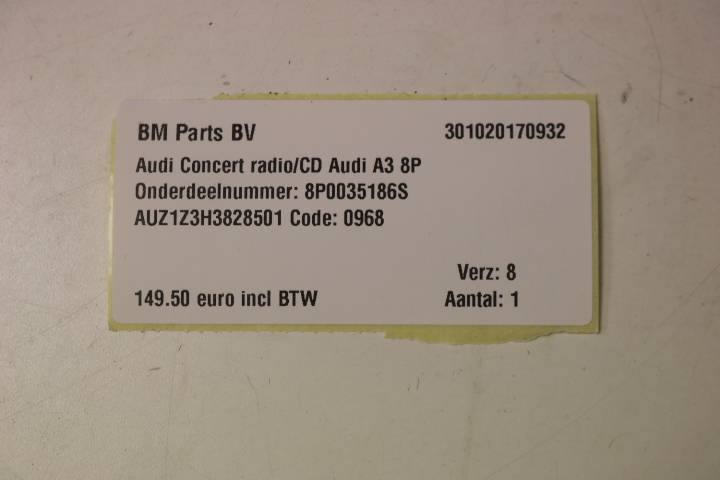 BM Parts BV 301020170932
Audi Concert radio/CD Audi A3 8P
Onderdeelnummer: 8P0035186S
AUZ1Z3H3828501 Code: 0968
Verz: 8
149.50 euro incl BTW Aantal: 1